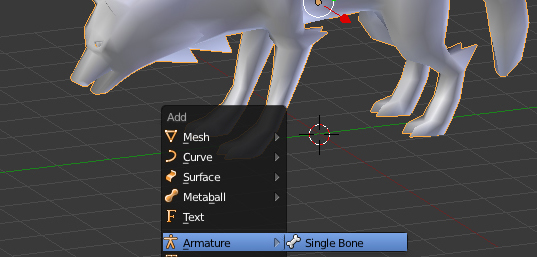 Add
Mesh
Curve
Surface
Metaball
Text
Armature
Single Bone